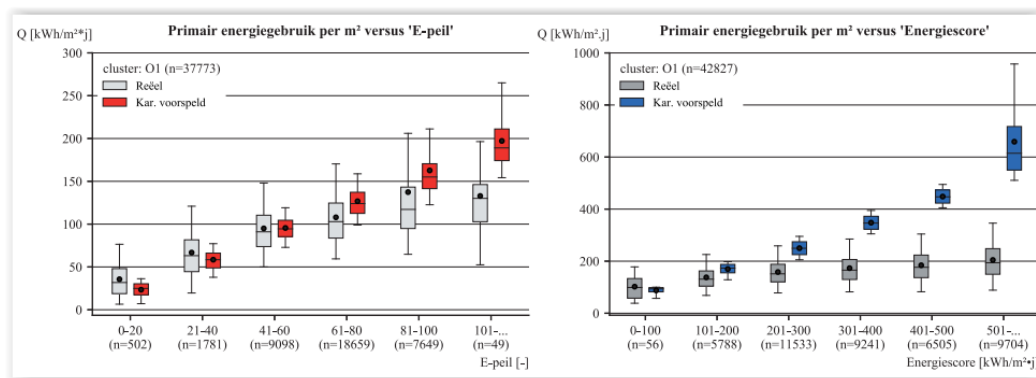 Q [kWh/m²*j]
Primair energiegebruik per m² versus 'E-peil'
300
250
200
150
100
50
0
cluster: O1 (n=37773)
Reëel
Kar. voorspeld
0-20
21-40
41-60
61-80
81-100
101-...
(n=502)
(n=1781)
(n=9098)
(n=18659)
(n=7649)
(n=49)
E-peil [-]
Q [kWh/m².j]
Primair energiegebruik per m² versus 'Energiescore'
1000
800
600
400
200
0
cluster: O1 (n=42827)
Reëel
Kar. voorspeld
0-100
101-200
201-300
301-400
401-500
501-...
(n=56)
(n=5788)
(n=11533)
(n=9241)
(n=6505)
(n=9704)
Energiescore [kWh/m²•j]